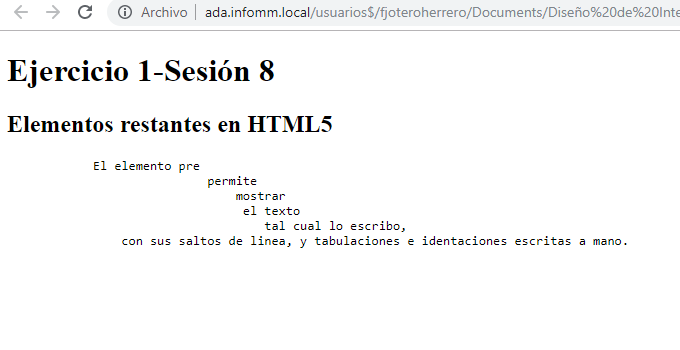 Archivo | ada.infomm.local/usuarios$/fjoteroherrero/Documents/Diseño%20de%20Inte
Ejercicio 1-Sesión 8
Elementos restantes en HTML5
El elemento pre
permite
mostrar
el texto
tal cual lo escribo,
con sus saltos de linea, y tabulaciones e identaciones escritas a mano.